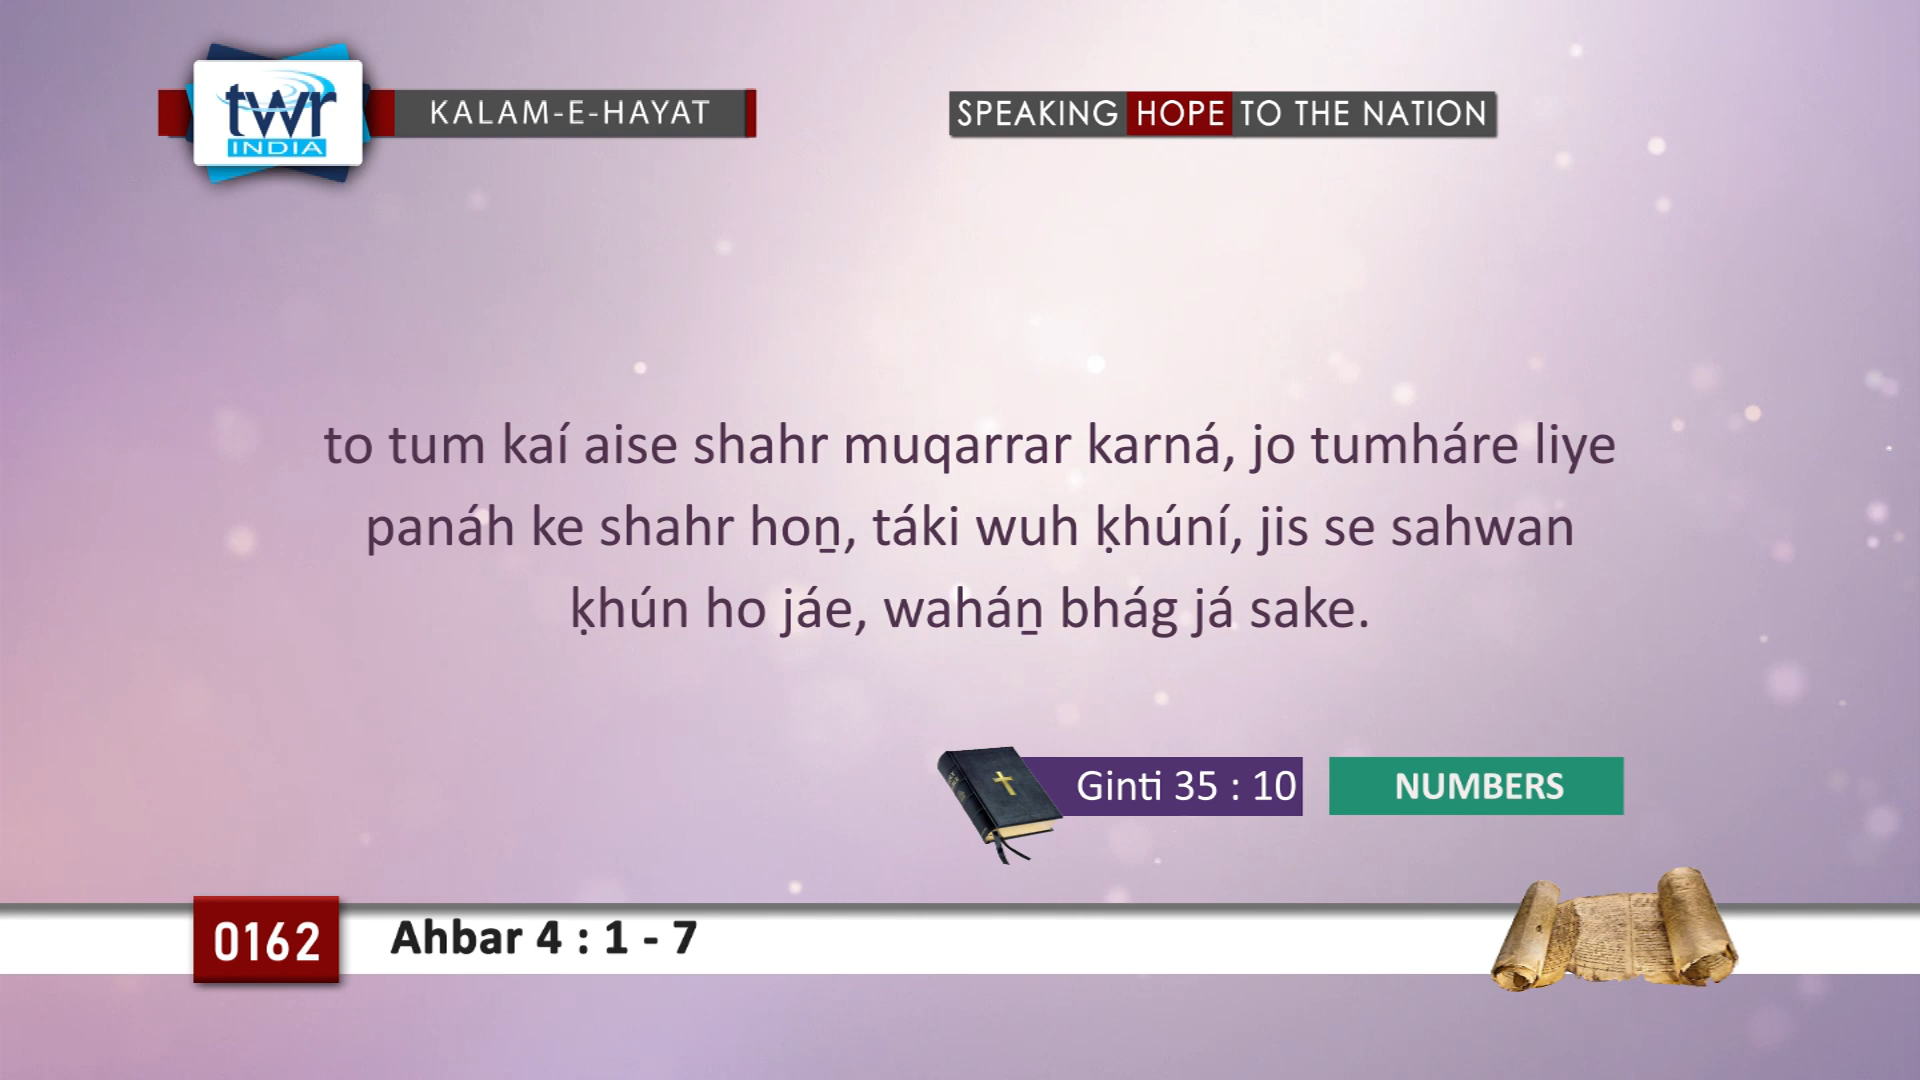 twr
INDIA
KALAM-E-HAYAT
SPEAKING HOPE TO THE NATION
to tum kaí aise shahr muqarrar karná, jo tumháre liye
panáh ke shahr hoṉ, táki wuh ḳhúní, jis se sahwan
ḳhún ho jáe, waháṉ bhág já sake.
Ginti 35 : 10
NUMBERS
0162
Ahbar 4 : 1 - 7